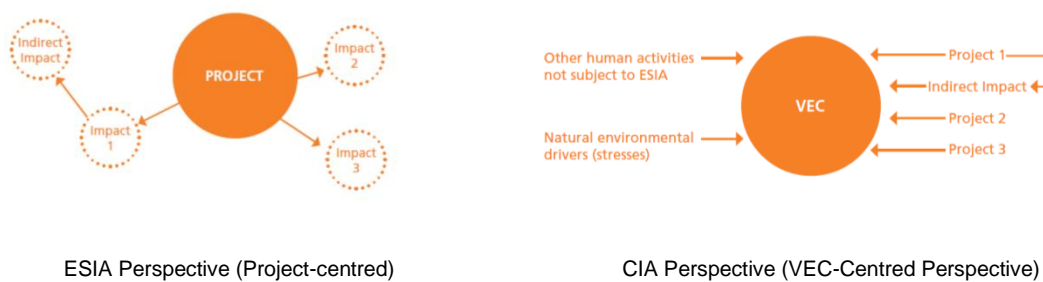 Indirect
Impact
PROJECT
Impact
2
Impact
1
Impact
3
Other human activities
not subject to ESIA
Natural environmental
drivers (stresses)
VEC
Project 1
Indirect Impact
Project 2
Project 3
ESIA Perspective (Project-centred)
CIA Perspective (VEC-Centred Perspective)